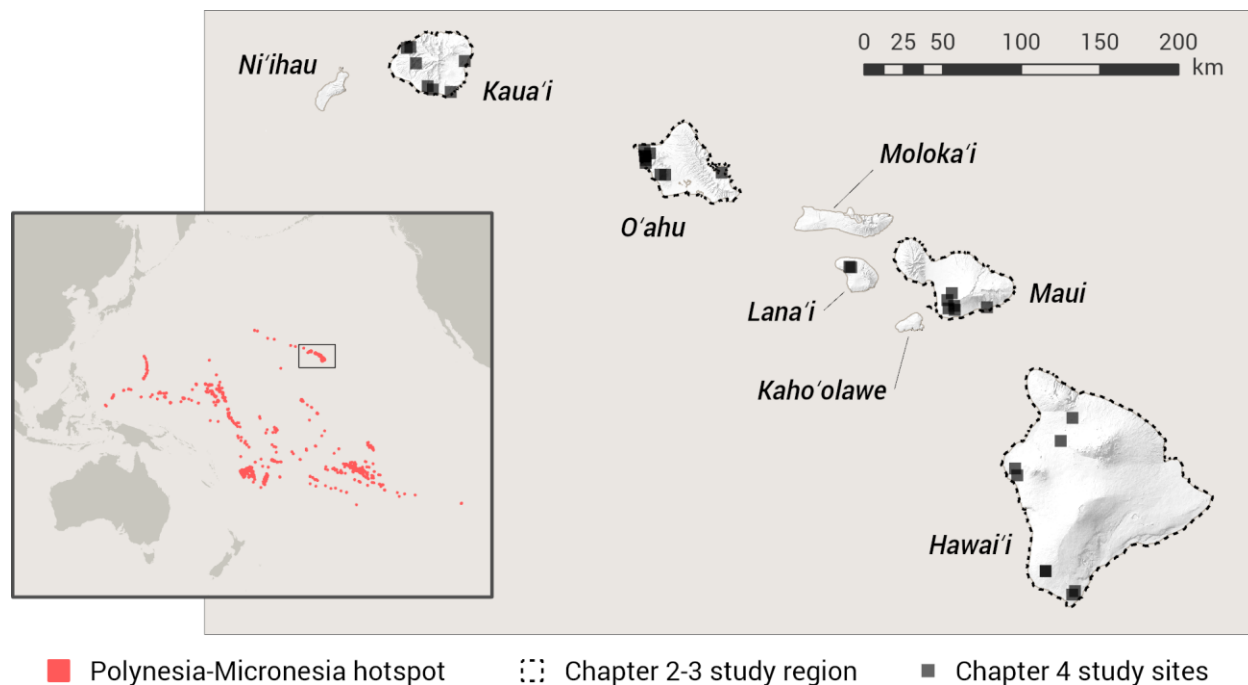 Ni‘ihau
Kaua‘i
0 25 50 100 150 200
km
Moloka‘i
O‘ahu
Lana‘i
Maui
Kaho‘olawe
Hawai‘i
Polynesia-Micronesia hotspot
Chapter 2-3 study region
Chapter 4 study sites